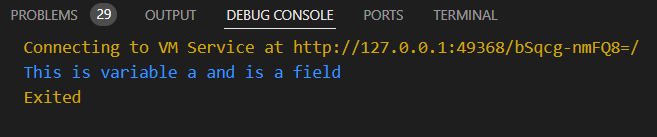 PROBLEMS 29 OUTPUT DEBUG CONSOLE PORTS TERMINAL
Connecting to VM Service at http://127.0.0.1:49368/bSqcg-nmFQ8=/
This is variable a and is a field
Exited